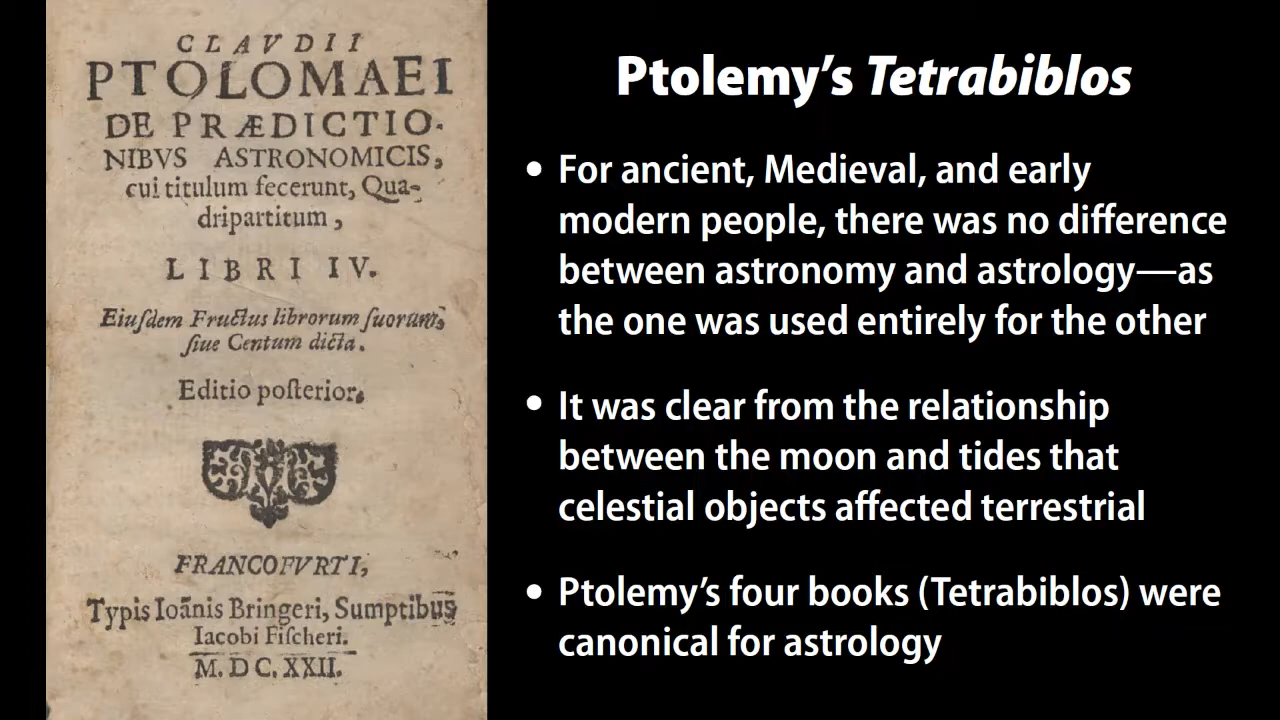 CLAVDII
PTOLOMAEI
DE PRÆDICTIO-
NIBVS ASTRONOMICIS,
cui titulum fecerunt, Qua-
dripartitum,
LIBRI IV.
Eiuſdem Fructus librorum ſuorum,
ſiue Centum dicta.
Editio poſterior.
FRANCOFVRTI,
Typis Ioānis Bringeri, Sumptibus
Iacobi Fiſcheri.
M. DC. XXII.
Ptolemy’s Tetrabiblos
• For ancient, Medieval, and early
modern people, there was no difference
between astronomy and astrology—as
the one was used entirely for the other
• It was clear from the relationship
between the moon and tides that
celestial objects affected terrestrial
• Ptolemy’s four books (Tetrabiblos) were
canonical for astrology